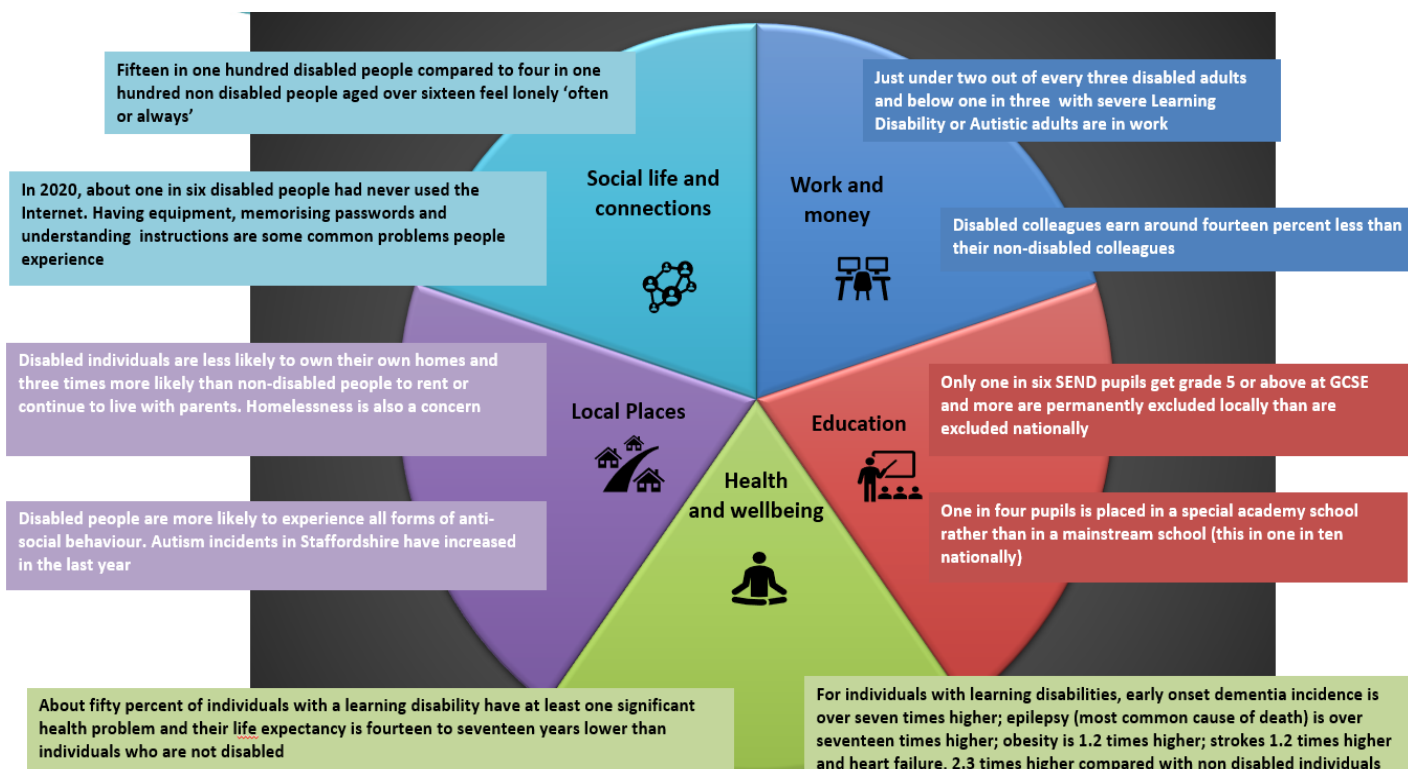 Fifteen in one hundred disabled people compared to four in one
hundred non disabled people aged over sixteen feel lonely ‘often
or always’
Just under two out of every three disabled adults
and below one in three with severe Learning
Disability or Autistic adults are in work
Social life and
connections
Work and
money
In 2020, about one in six disabled people had never used the
Internet. Having equipment, memorising passwords and
understanding instructions are some common problems people
experience
Disabled colleagues earn around fourteen percent less than
their non-disabled colleagues
Disabled individuals are less likely to own their own homes and
three times more likely than non-disabled people to rent or
continue to live with parents. Homelessness is also a concern
Local Places
Education
Only one in six SEND pupils get grade 5 or above at GCSE
and more are permanently excluded locally than are
excluded nationally
Health
and wellbeing
Disabled people are more likely to experience all forms of anti-
social behaviour. Autism incidents in Staffordshire have increased
in the last year
One in four pupils is placed in a special academy school
rather than in a mainstream school (this in one in ten
nationally)
About fifty percent of individuals with a learning disability have at least one significant
health problem and their life expectancy is fourteen to seventeen years lower than
individuals who are not disabled
For individuals with learning disabilities, early onset dementia incidence is
over seven times higher; epilepsy (most common cause of death) is over
seventeen times higher; obesity is 1.2 times higher; strokes 1.2 times higher
and heart failure, 2.3 times higher compared with non disabled individuals